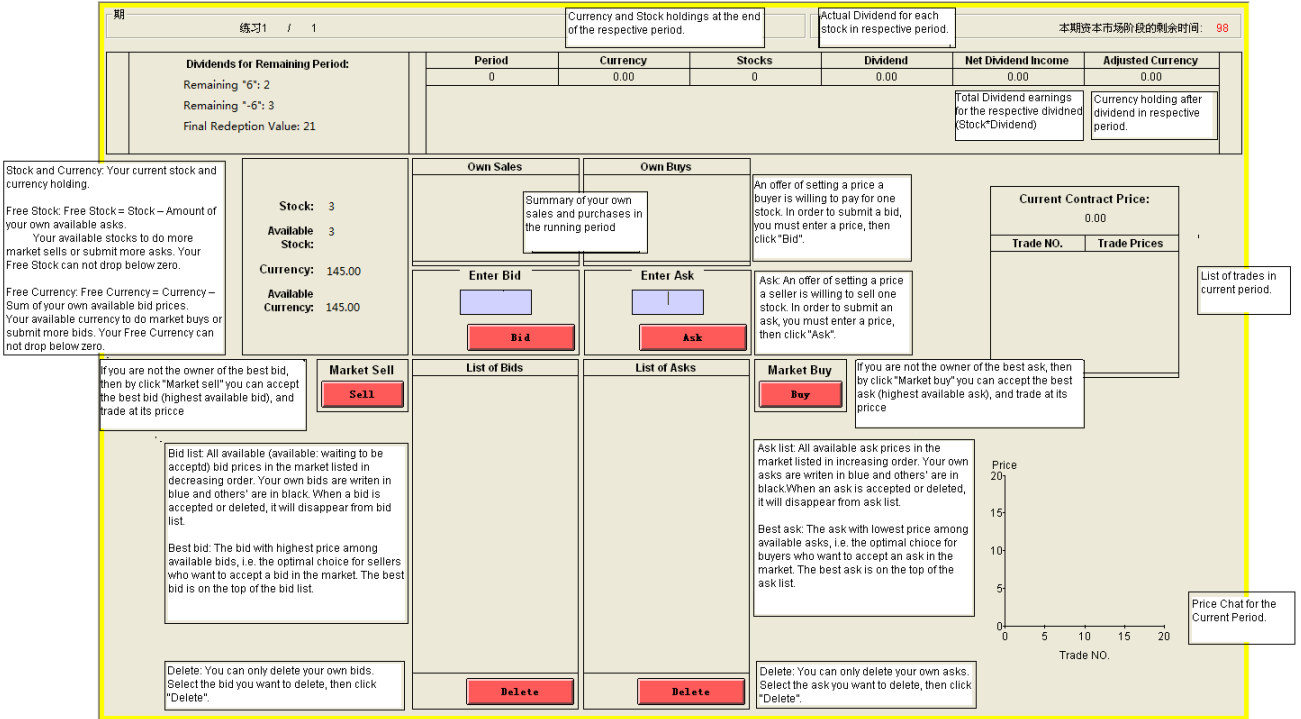 期
练习1 / 1
Currency and Stock holdings at the end
of the respective period.
Actual Dividend for each
stock in respective period.
本期资本市场阶段的剩余时间: 98
Dividends for Remaining Period:
Remaining "6": 2
Remaining "-6": 3
Final Redeption Value: 21
Period Currency Stocks Dividend Net Dividend Income Adjusted Currency
0 0.00 0 0.00 0.00 0.00
Total Dividend earnings
for the respective dividned
(Stock*Dividend)
Currency holding after
dividend in respective
period.
Stock and Currency: Your current stock and
currency holding.
Free Stock: Free Stock = Stock – Amount of
your own available asks.
Your available stocks to do more
market sells or submit more asks. Your
Free Stock can not drop below zero.
Free Currency: Free Currency = Currency –
Sum of your own available bid prices.
Your available currency to do market buys or
submit more bids. Your Free Currency can
not drop below zero.
Stock: 3
Available
Stock: 3
Currency: 145.00
Available
Currency: 145.00
Own Sales
Own Buys
Summary of your own
sales and purchases in
the running period
An offer of setting a price a
buyer is willing to pay for one
stock. In order to submit a bid,
you must enter a price, then
click "Bid".
Current Contract Price:
0.00
Trade NO. Trade Prices
List of trades in
current period.
Enter Bid
Bid
Enter Ask
Ask
Ask: An offer of setting a price
a seller is willing to sell one
stock. In order to submit an
ask, you must enter a price,
then click "Ask".
If you are not the owner of the best bid,
then by click "Market sell" you can accept
the best bid (highest available bid), and
trade at its pricce
Market Sell
Sell
List of Bids
List of Asks
Market Buy
Buy
If you are not the owner of the best ask, then
by click "Market buy" you can accept the best
ask (highest available ask), and trade at its
pricce
Bid list: All available (available: waiting to be
acceptd) bid prices in the market listed in
decreasing order. Your own bids are writen in
blue and others' are in black. When a bid is
accepted or deleted, it will disappear from bid
list.
Best bid: The bid with highest price among
available bids, i.e. the optimal choice for sellers
who want to accept a bid in the market. The best
bid is on the top of the bid list.
Ask list: All available ask prices in the
market listed in increasing order. Your own
asks are writen in blue and others' are in
black.When an ask is accepted or deleted,
it will disappear from ask list.
Best ask: The ask with lowest price among
available asks, i.e. the optimal chioce for
buyers who want to accept an ask in the
market. The best ask is on the top of the
ask list.
Price
20
15
10
5
0
0 5 10 15 20
Trade NO.
Price Chat for the
Current Period.
Delete: You can only delete your own bids.
Select the bid you want to delete, then click
"Delete".
Delete
Delete
Delete: You can only delete your own asks.
Select the ask you want to delete, then click
"Delete".